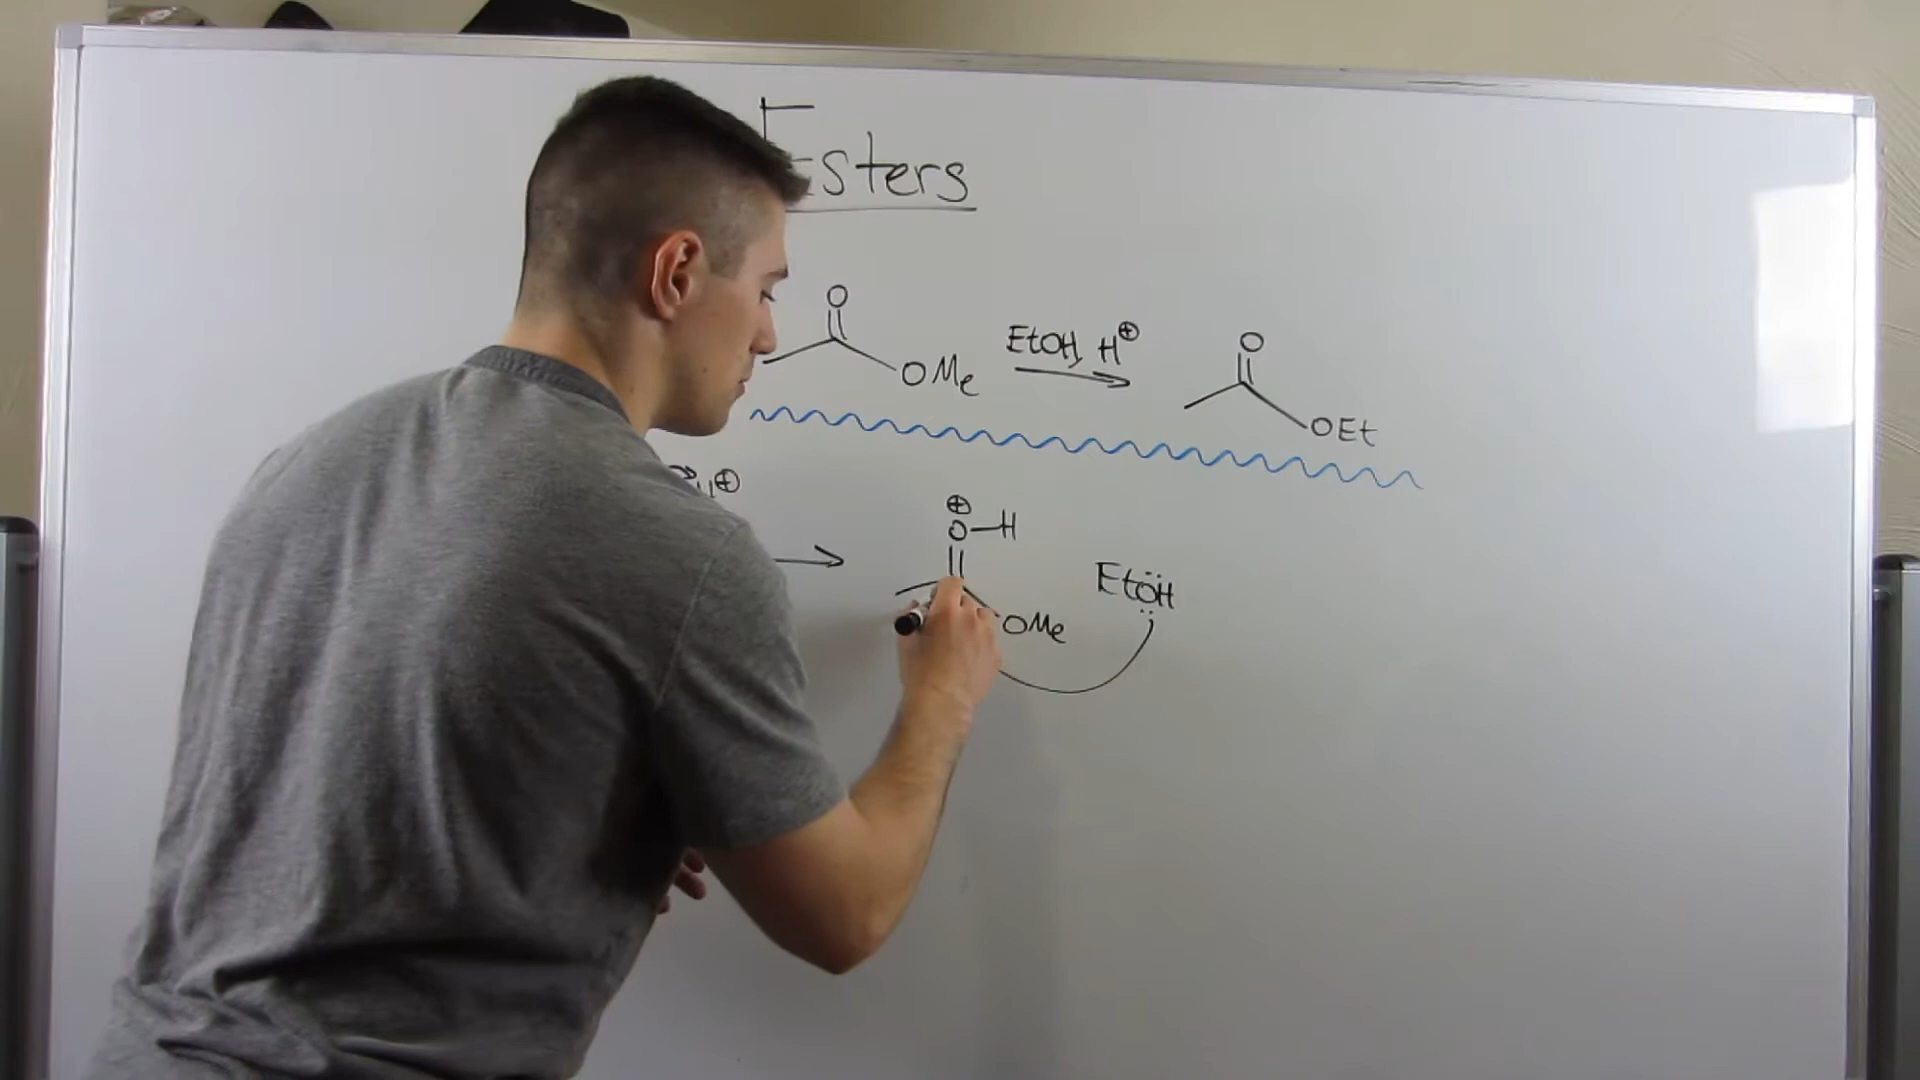 Esters
O
OMe
EtOH, H⊕
O
OEt
H⊕
⊕
O-H
OMe
EtÖH